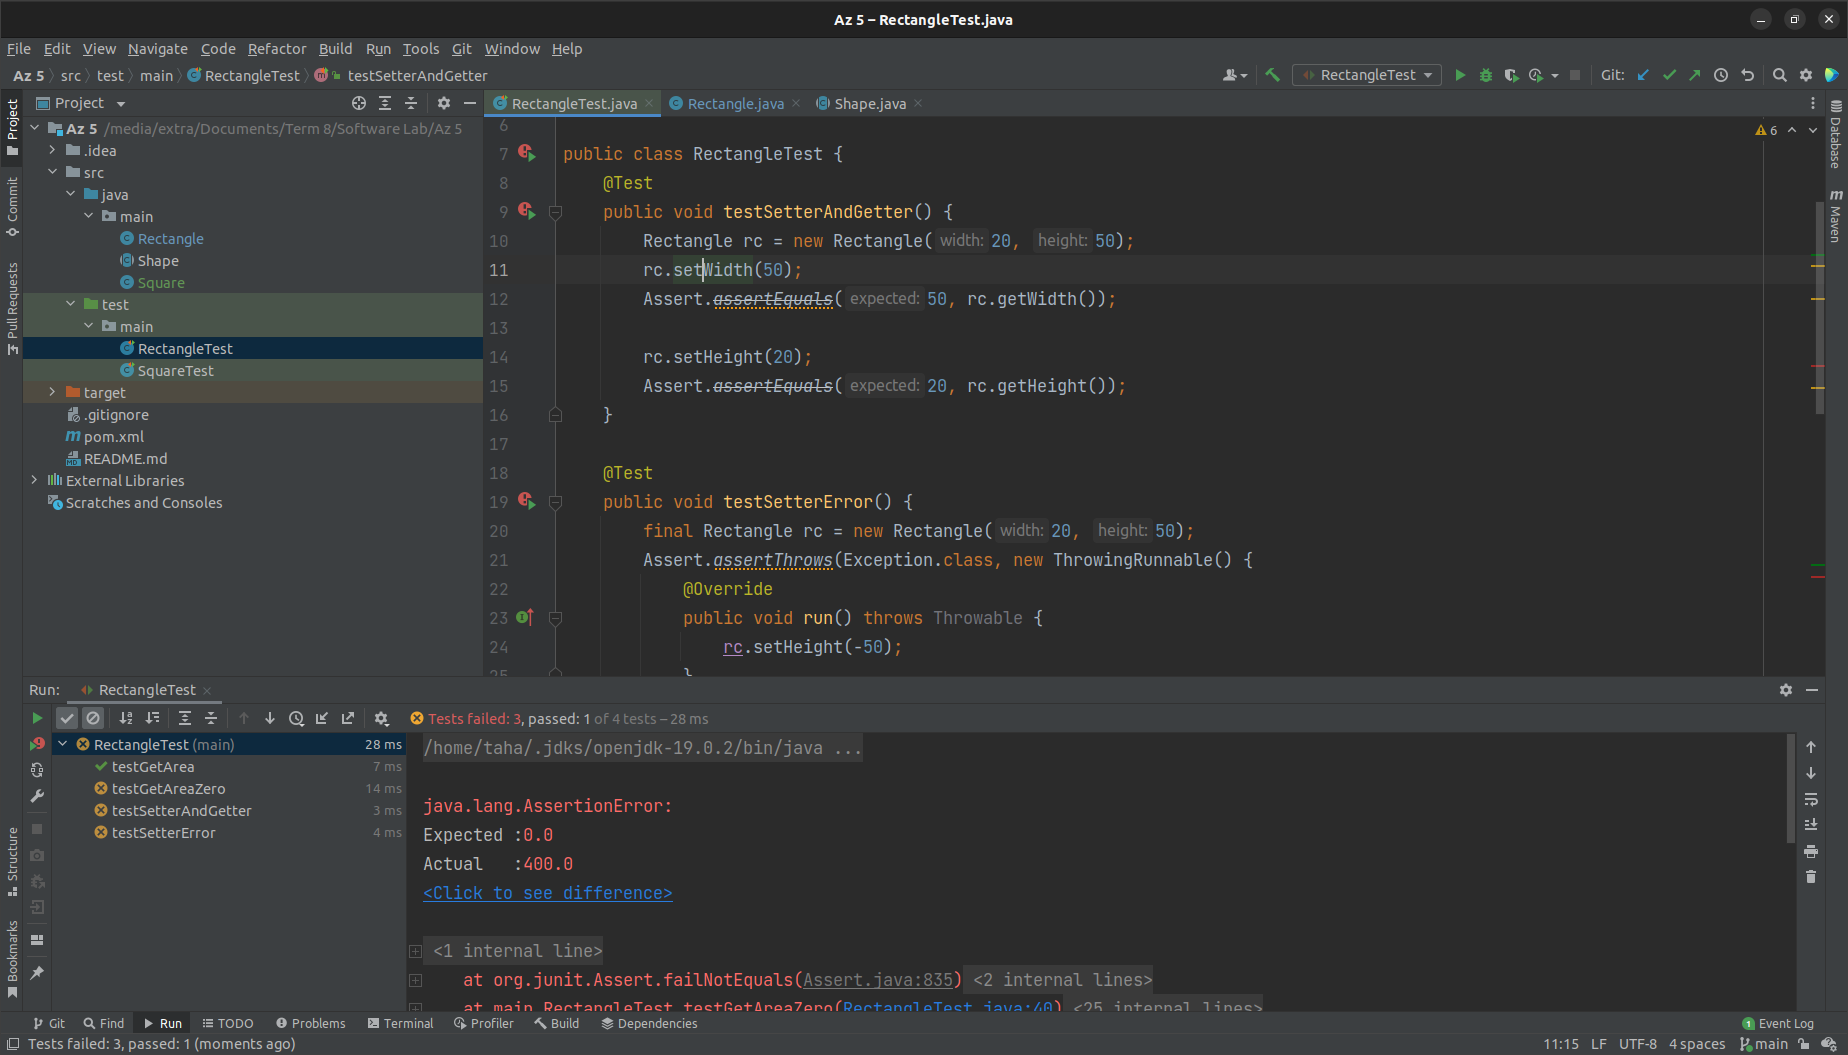 Az 5 – RectangleTest.java
File Edit View Navigate Code Refactor Build Run Tools Git Window Help
Az 5 src test main RectangleTest testSetterAndGetter
RectangleTest Git:
Project
RectangleTest.java Rectangle.java Shape.java
Project
Commit
Pull Requests
Structure
Bookmarks
Database
Maven
Az 5 /media/extra/Documents/Term 8/Software Lab/Az 5
.idea
src
java
main
Rectangle
Shape
Square
test
main
RectangleTest
SquareTest
target
.gitignore
pom.xml
README.md
External Libraries
Scratches and Consoles
6
6
7 public class RectangleTest {
8 @Test
9 public void testSetterAndGetter() {
10 Rectangle rc = new Rectangle( width: 20, height: 50);
11 rc.setWidth(50);
12 Assert.assertEquals( expected: 50, rc.getWidth());
13
14 rc.setHeight(20);
15 Assert.assertEquals( expected: 20, rc.getHeight());
16 }
17
18 @Test
19 public void testSetterError() {
20 final Rectangle rc = new Rectangle( width: 20, height: 50);
21 Assert.assertThrows(Exception.class, new ThrowingRunnable() {
22 @Override
23 public void run() throws Throwable {
24 rc.setHeight(-50);
25 }
Run: RectangleTest
Tests failed: 3, passed: 1 of 4 tests – 28 ms
RectangleTest (main) 28 ms
testGetArea 7 ms
testGetAreaZero 14 ms
testSetterAndGetter 3 ms
testSetterError 4 ms
/home/taha/.jdks/openjdk-19.0.2/bin/java ...
java.lang.AssertionError:
Expected :0.0
Actual :400.0
<Click to see difference>
<1 internal line>
at org.junit.Assert.failNotEquals(Assert.java:835) <2 internal lines>
at main.RectangleTest.testGetAreaZero(RectangleTest.java:40) <25 internal lines>
Git Find Run TODO Problems Terminal Profiler Build Dependencies 1 Event Log
Tests failed: 3, passed: 1 (moments ago) 11:15 LF UTF-8 4 spaces main